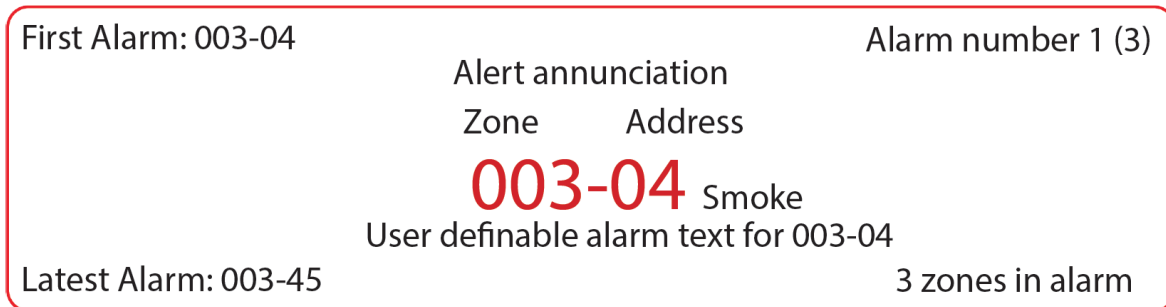 First Alarm: 003-04 Alarm number 1 (3)
Alert annunciation
Zone Address
003-04 Smoke
User definable alarm text for 003-04
Latest Alarm: 003-45 3 zones in alarm